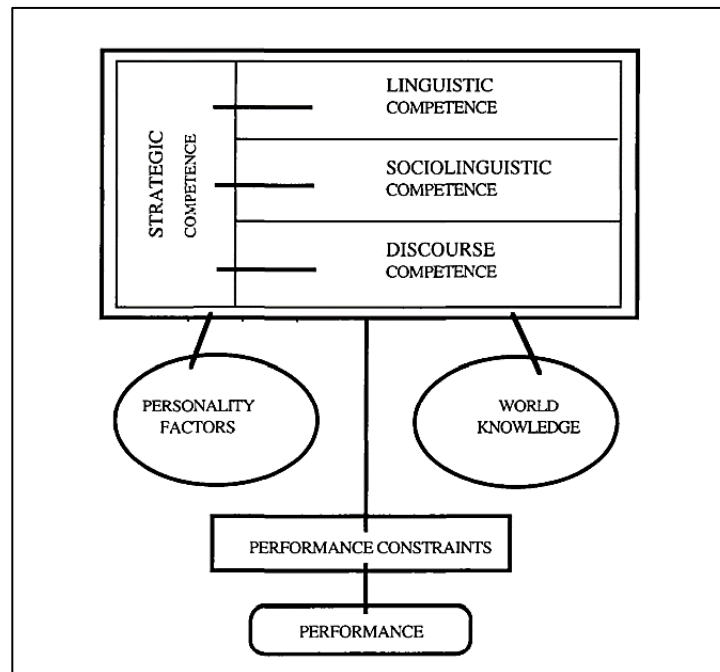 STRATEGIC
COMPETENCE
LINGUISTIC
COMPETENCE
SOCIOLINGUISTIC
COMPETENCE
DISCOURSE
COMPETENCE
PERSONALITY
FACTORS
WORLD
KNOWLEDGE
PERFORMANCE CONSTRAINTS
PERFORMANCE